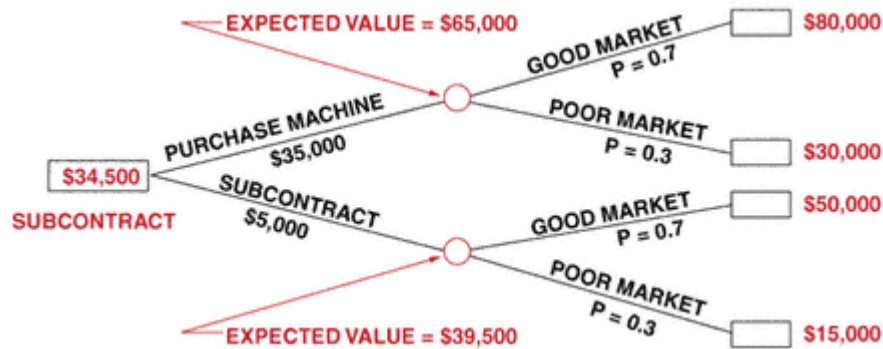 EXPECTED VALUE = $65,000
GOOD MARKET
P = 0.7
$80,000
PURCHASE MACHINE
$35,000
POOR MARKET
P = 0.3
$30,000
$34,500
SUBCONTRACT
SUBCONTRACT
$5,000
GOOD MARKET
P = 0.7
$50,000
POOR MARKET
P = 0.3
$15,000
EXPECTED VALUE = $39,500